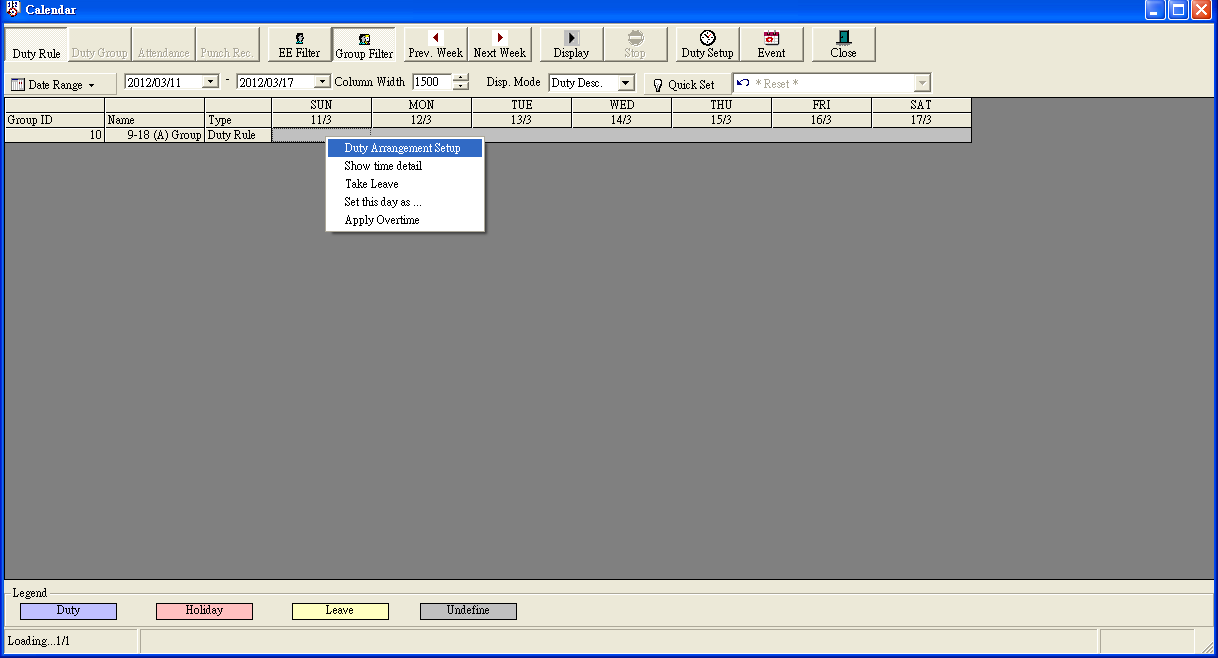 Calendar
Duty Rule Duty Group Attendance Punch Rec. EE Filter Group Filter Prev. Week Next Week Display Stop Duty Setup Event Close
Date Range 2012/03/11 - 2012/03/17 Column Width 1500 Disp. Mode Duty Desc. Quick Set *Reset*
SUN MON TUE WED THU FRI SAT
Group ID Name Type 11/3 12/3 13/3 14/3 15/3 16/3 17/3
10 9-18 (A) Group Duty Rule
Duty Arrangement Setup
Show time detail
Take Leave
Set this day as ...
Apply Overtime
Legend
Duty Holiday Leave Undefine
Loading...1/1